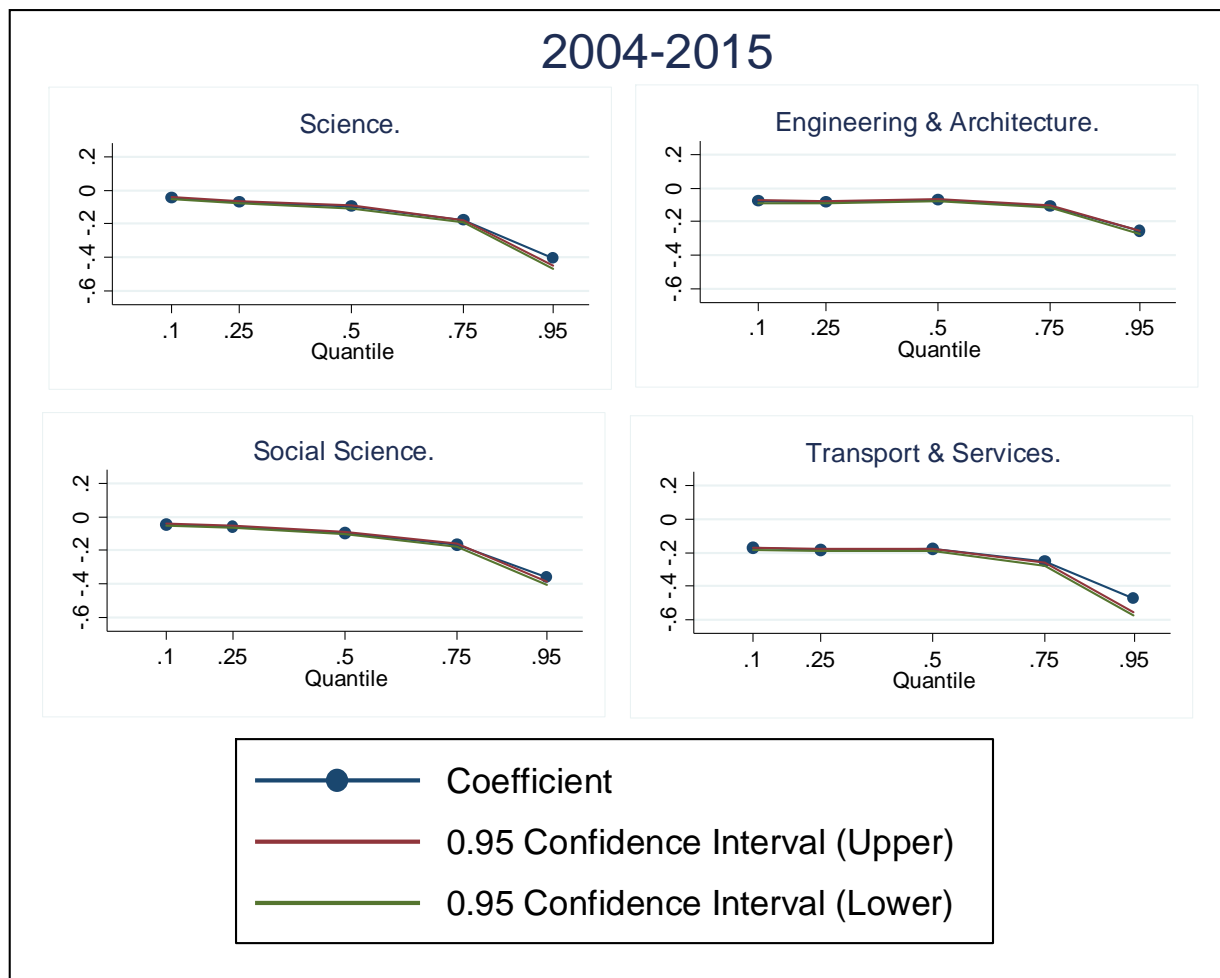 2004-2015
Science.
.2
0
-.2
-.4
-.6
.1 .25 .5 .75 .95
Quantile
Engineering & Architecture.
.2
0
-.2
-.4
-.6
.1 .25 .5 .75 .95
Quantile
Social Science.
.2
0
-.2
-.4
-.6
.1 .25 .5 .75 .95
Quantile
Transport & Services.
.2
0
-.2
-.4
-.6
.1 .25 .5 .75 .95
Quantile
Coefficient
0.95 Confidence Interval (Upper)
0.95 Confidence Interval (Lower)